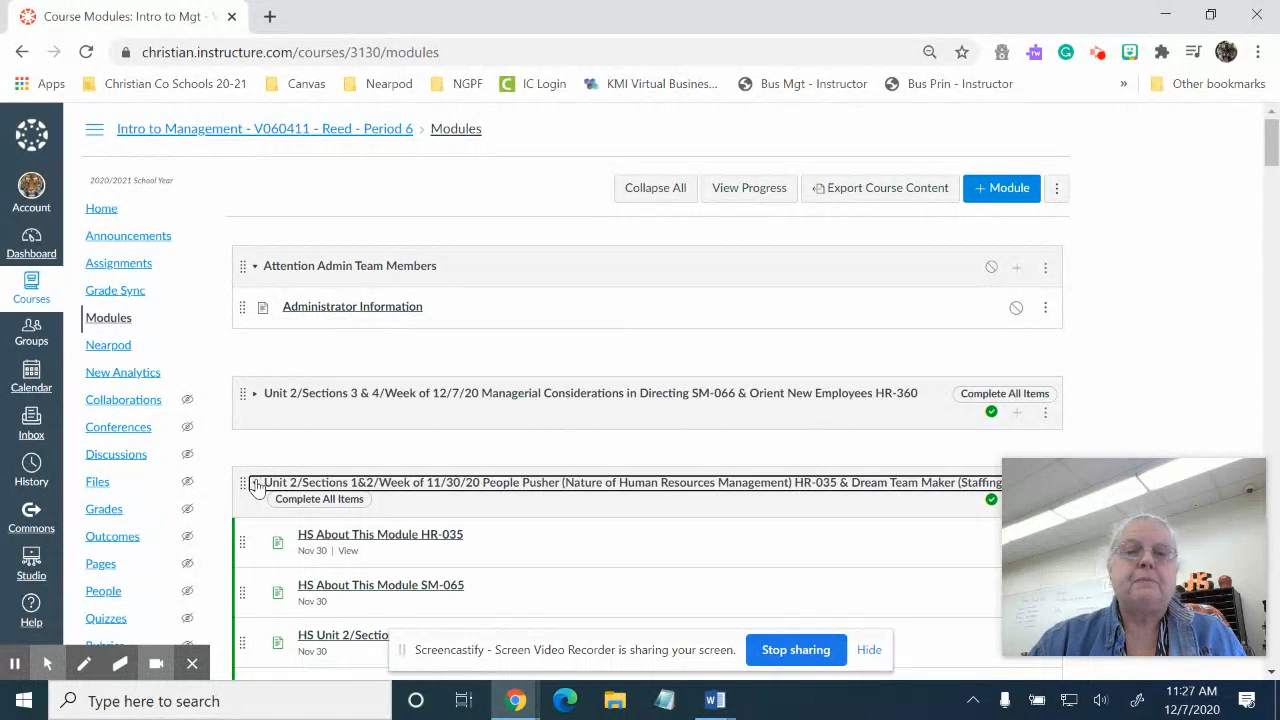 Course Modules: Intro to Mgt - V
christian.instructure.com/courses/3130/modules
Apps
Christian Co Schools 20-21
Canvas
Nearpod
NGPF
IC Login
KMI Virtual Business...
Bus Mgt - Instructor
Bus Prin - Instructor
»
Other bookmarks
Intro to Management - V060411 - Reed - Period 6 › Modules
2020/2021 School Year
Collapse All
View Progress
Export Course Content
+ Module
Account
Dashboard
Courses
Groups
Calendar
Inbox
History
Commons
Studio
Help
Home
Announcements
Assignments
Grade Sync
Modules
Nearpod
New Analytics
Collaborations
Conferences
Discussions
Files
Grades
Outcomes
Pages
People
Quizzes
Attention Admin Team Members
Administrator Information
Unit 2/Sections 3 & 4/Week of 12/7/20 Managerial Considerations in Directing SM-066 & Orient New Employees HR-360
Complete All Items
Unit 2/Sections 1&2/Week of 11/30/20 People Pusher (Nature of Human Resources Management) HR-035 & Dream Team Maker (Staffing
Complete All Items
HS About This Module HR-035
Nov 30 | View
HS About This Module SM-065
Nov 30
HS Unit 2/Sectio
Nov 30
Screencastify - Screen Video Recorder is sharing your screen.
Stop sharing
Hide
Type here to search
11:27 AM
12/7/2020